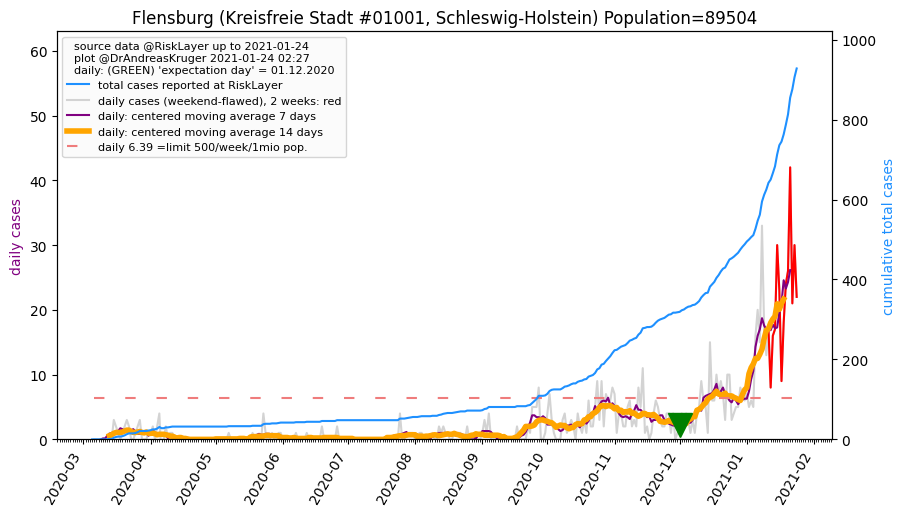 Flensburg (Kreisfreie Stadt #01001, Schleswig-Holstein) Population=89504
source data @RiskLayer up to 2021-01-24
plot @DrAndreasKruger 2021-01-24 02:27
daily: (GREEN) 'expectation day' = 01.12.2020
total cases reported at RiskLayer
daily cases (weekend-flawed), 2 weeks: red
daily: centered moving average 7 days
daily: centered moving average 14 days
daily 6.39 =limit 500/week/1mio pop.
daily cases
60
50
40
30
20
10
0
cumulative total cases
1000
800
600
400
200
0
2020-03
2020-04
2020-05
2020-06
2020-07
2020-08
2020-09
2020-10
2020-11
2020-12
2021-01
2021-02